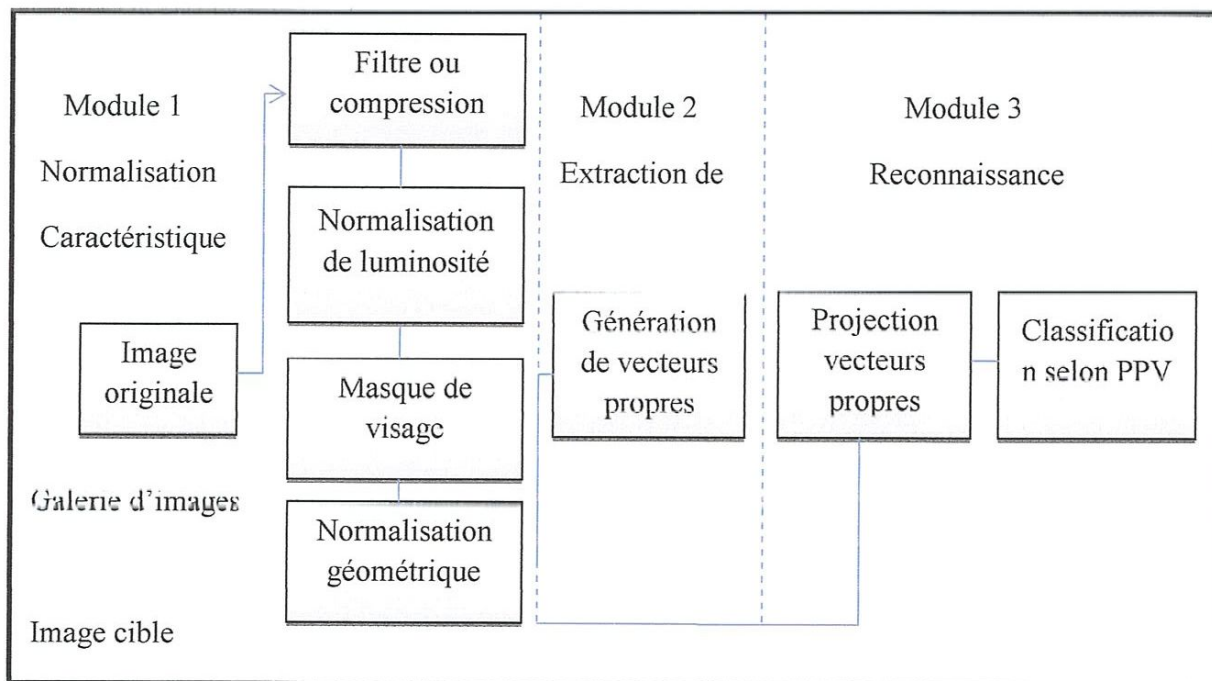 Module 1
Normalisation
Caractéristique
Image
originale
Galerie d'images
Image cible
Filtre ou
compression
Normalisation
de luminosité
Masque de
visage
Normalisation
géométrique
Module 2
Extraction de
Génération
de vecteurs
propres
Module 3
Reconnaissance
Projection
vecteurs
propres
Classificatio
n selon PPV